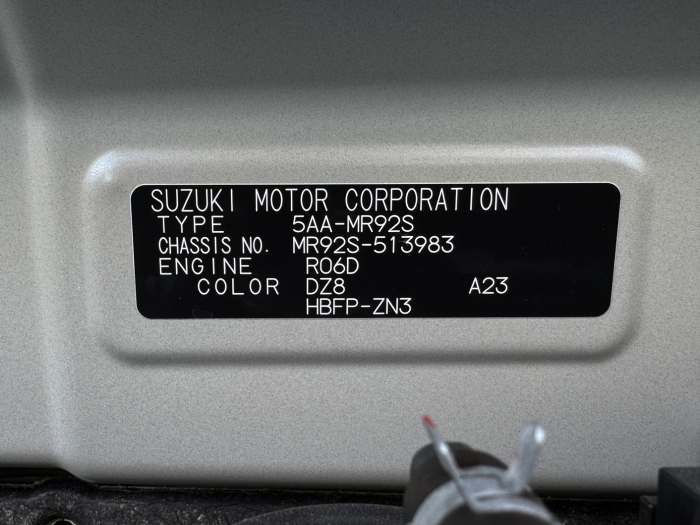 SUZUKI MOTOR CORPORATION
TYPE 5AA-MR92S
CHASSIS NO. MR92S-513983
ENGINE R06D
COLOR DZ8 A23
HBFP-ZN3